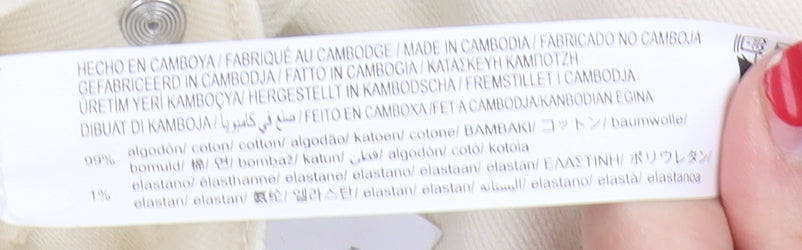 HECHO EN CAMBOYA / FABRIQUÉ AU CAMBODGE / MADE IN CAMBODIA / FABRICADO NO CAMBOJA
GEFABRICEERD IN CAMBODJA / FATTO IN CAMBOGIA / ΚΑΤΑΣΚΕΥΗ ΚΑΜΠΟΤΖΗ
ÜRETİM YERİ KAMBOÇYA/ HERGESTELLT IN KAMBODSCHA / FREMSTILLET I CAMBODJA
DIBUAT DI KAMBOJA / صنع في كامبوديا / FEITO EN CAMBOXA /FET A CAMBODJA/KANBODIAN EGINA
99% algodón/ coton/ cotton/ algodão/ katoen/ cotone/ ΒΑΜΒΑΚΙ/ コットン/ baumwolle/
bomuld/ 棉/ 면/ bombaž/ katun/ قطن/ algodón/ cotó/ kotoia
1% elastano/ élasthanne/ elastane/ elastano/ elastaan/ elastan/ ΕΛΑΣΤΙΝΗ/ ポリウレタン/
elastan/ elastan/ 氨纶/ 엘라스탄/ elastan/ elastan/ الیستانه/ elastano/ elastà/ elastanoa